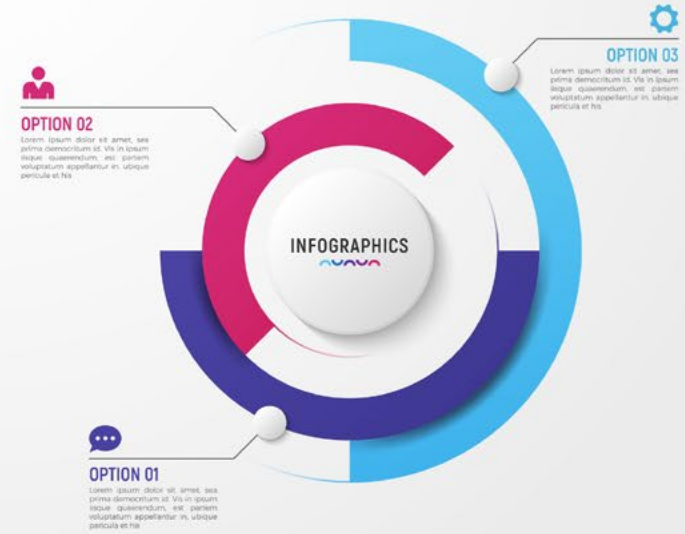 OPTION 03
Lorem ipsum dolor sit amet, sea
prima democritum id. Vis in ipsum
iisque quaerendum, est partem
voluptatum appellantur in, ubique
pericula et his
OPTION 02
Lorem ipsum dolor sit amet, sea
prima democritum id. Vis in ipsum
iisque quaerendum, est partem
voluptatum appellantur in, ubique
pericula et his
INFOGRAPHICS
OPTION 01
Lorem ipsum dolor sit amet, sea
prima democritum id. Vis in ipsum
iisque quaerendum, est partem
voluptatum appellantur in, ubique
pericula et his